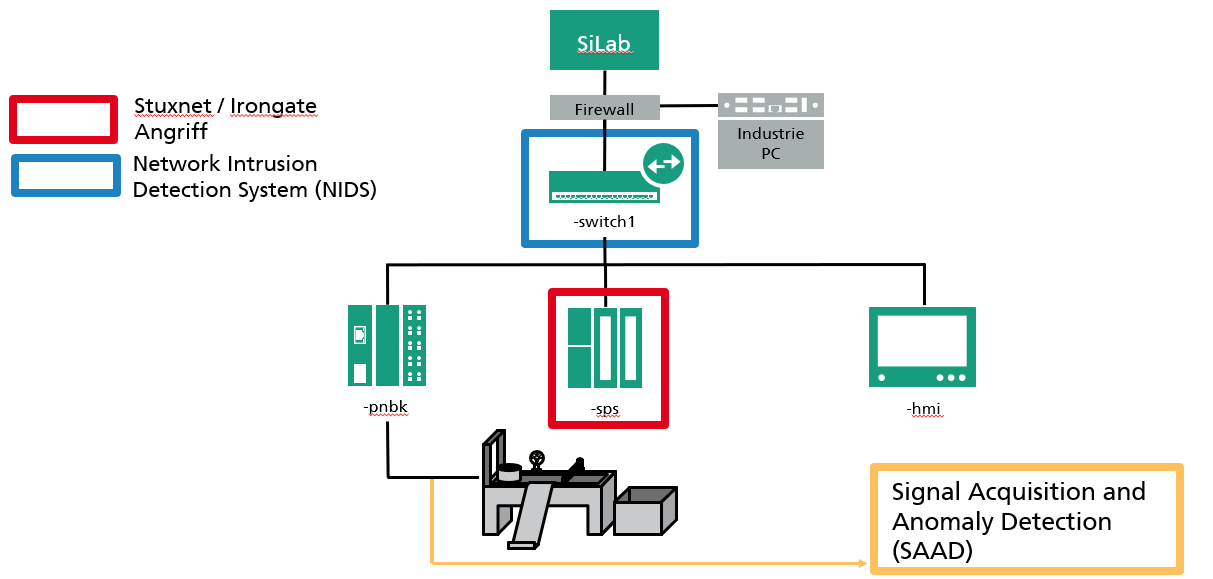 SiLab
Stuxnet / Irongate
Angriff
Firewall
Industrie
PC
Network Intrusion
Detection System (NIDS)
-switch1
-pnbk
-sps
-hmi
Signal Acquisition and
Anomaly Detection
(SAAD)